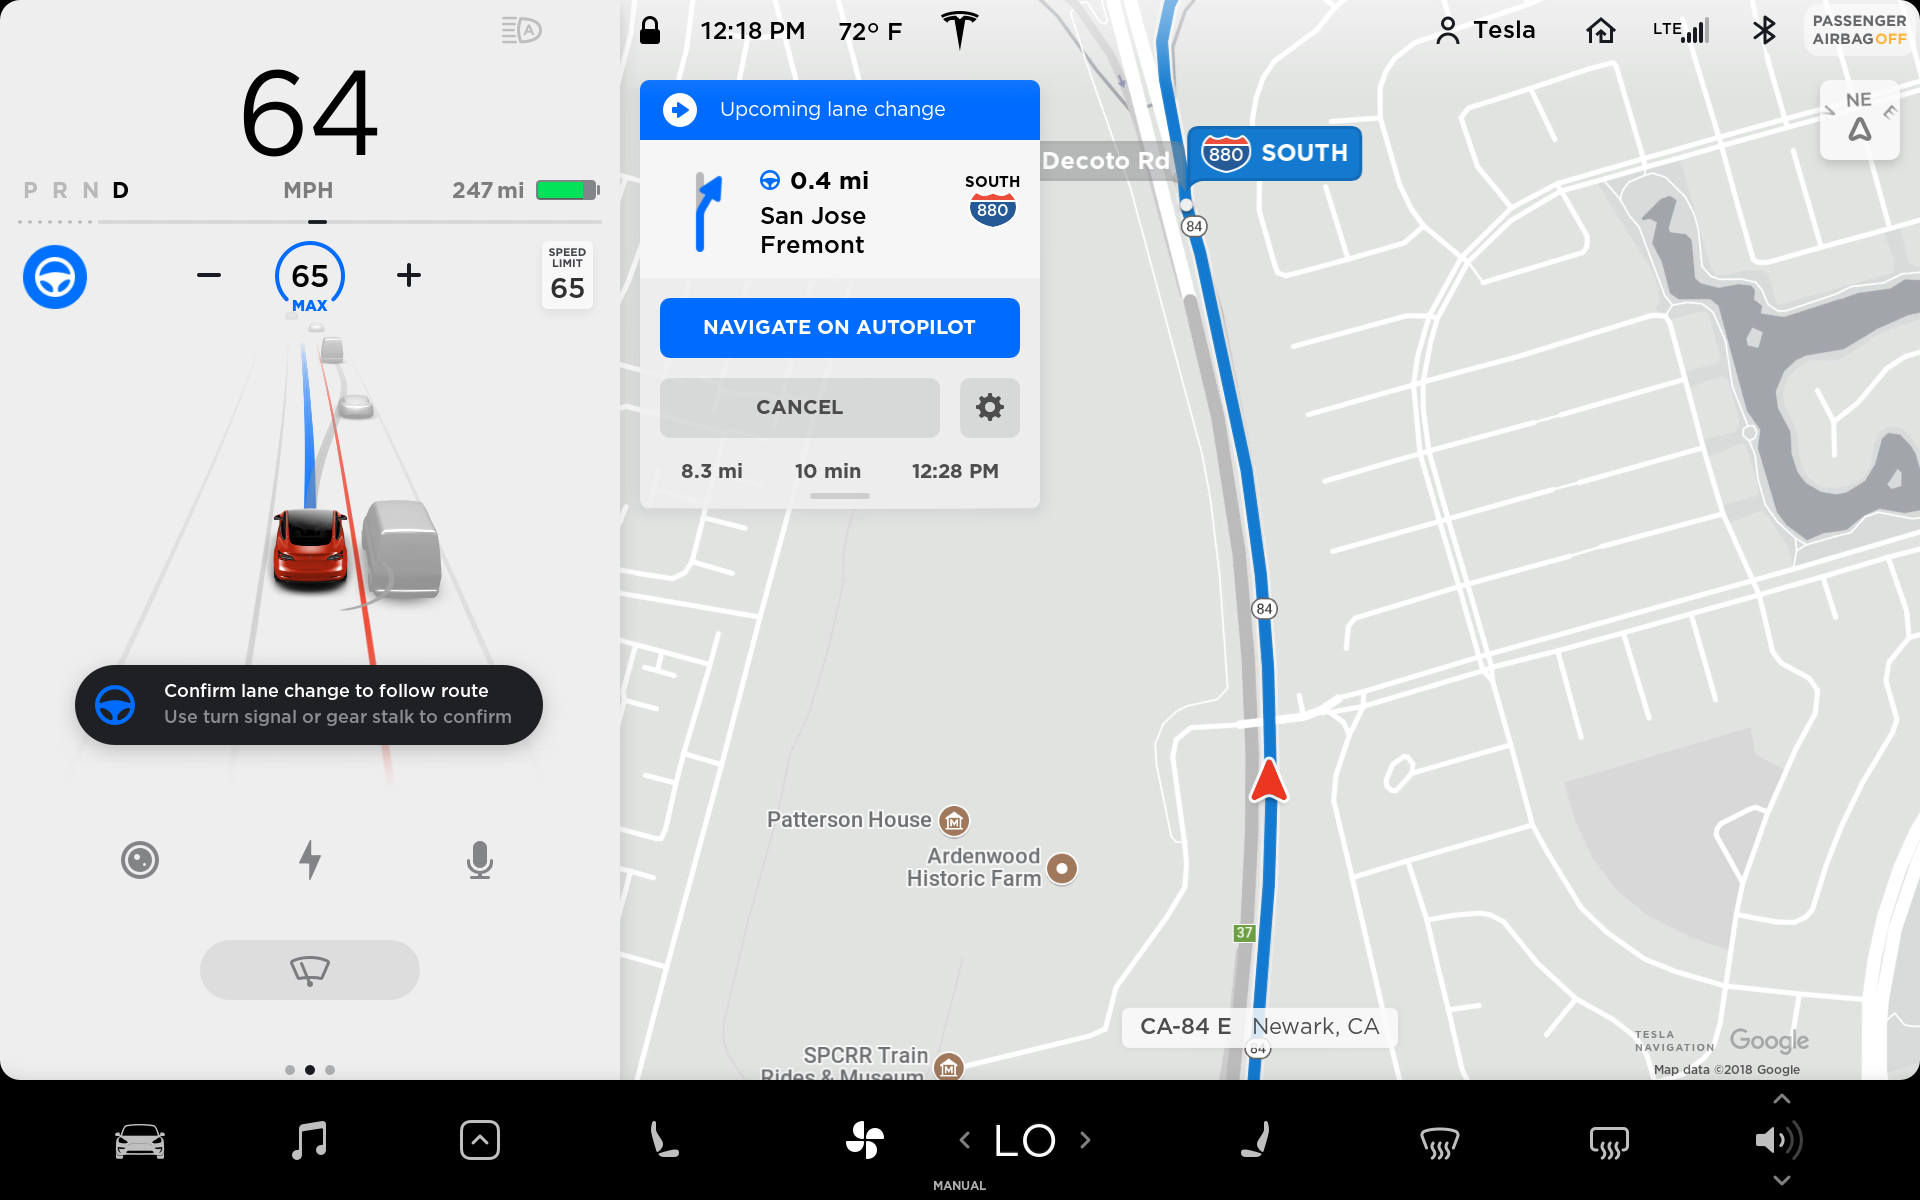 64
P R N D
MPH
247 mi
65
MAX
SPEED
LIMIT
65
Confirm lane change to follow route
Use turn signal or gear stalk to confirm
12:18 PM
72° F
Tesla
LTE
PASSENGER
AIRBAG OFF
NE
Upcoming lane change
0.4 mi
San Jose
Fremont
SOUTH
880
NAVIGATE ON AUTOPILOT
CANCEL
8.3 mi
10 min
12:28 PM
Decoto Rd
880 SOUTH
84
84
Patterson House
Ardenwood
Historic Farm
37
CA-84 E Newark, CA
84
SPCRR Train
Rides & Museum
TESLA
NAVIGATION
Google
Map data ©2018 Google
LO
MANUAL